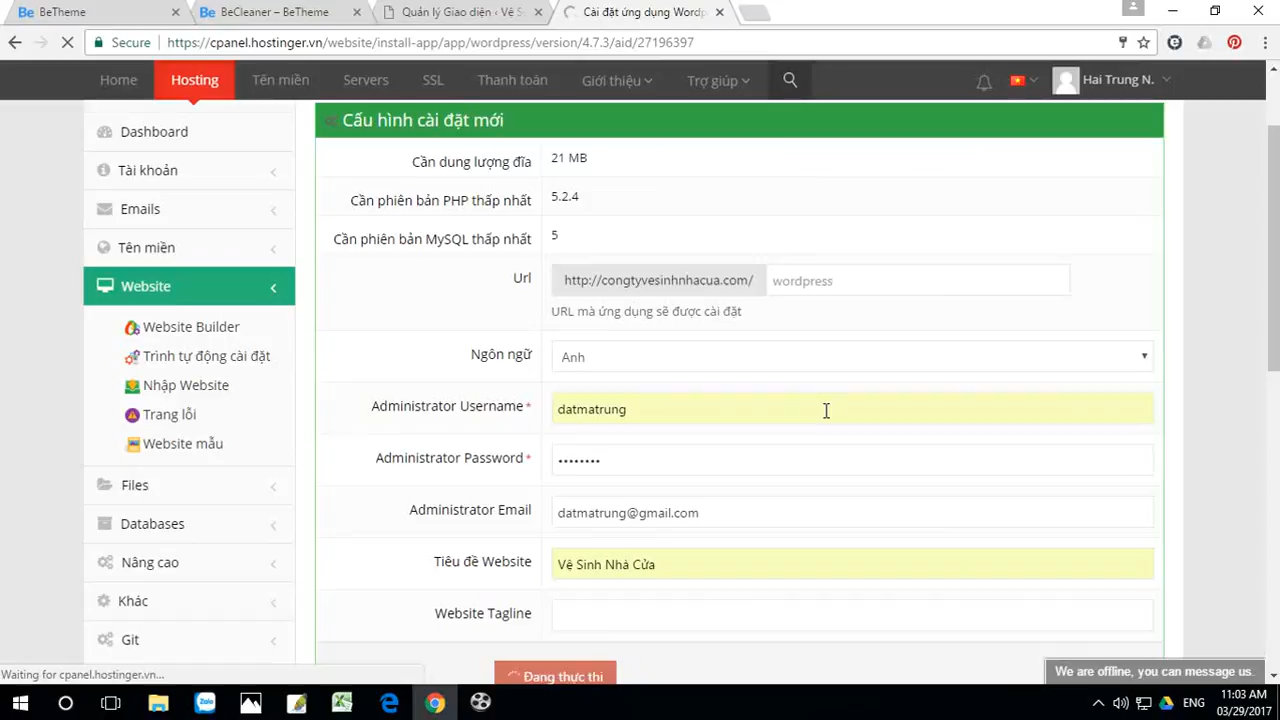 BeTheme
BeCleaner – BeTheme
Quản lý Giao diện ‹ Vệ S
Cài đặt ứng dụng Wordp
Secure
https://cpanel.hostinger.vn/website/install-app/app/wordpress/version/4.7.3/aid/27196397
Home
Hosting
Tên miền
Servers
SSL
Thanh toán
Giới thiệu
Trợ giúp
Hai Trung N.
Dashboard
Tài khoản
Emails
Tên miền
Website
Website Builder
Trình tự động cài đặt
Nhập Website
Trang lỗi
Website mẫu
Files
Databases
Nâng cao
Khác
Git
Cấu hình cài đặt mới
Cần dung lượng đĩa 21 MB
Cần phiên bản PHP thấp nhất 5.2.4
Cần phiên bản MySQL thấp nhất 5
Url http://congtyvesinhnhacua.com/ wordpress
URL mà ứng dụng sẽ được cài đặt
Ngôn ngữ Anh
Administrator Username* datmatrung
Administrator Password* ••••••••
Administrator Email datmatrung@gmail.com
Tiêu đề Website Vệ Sinh Nhà Cửa
Website Tagline
Đang thực thi
Waiting for cpanel.hostinger.vn...
We are offline, you can message us.
Zalo
ENG
11:03 AM
03/29/2017